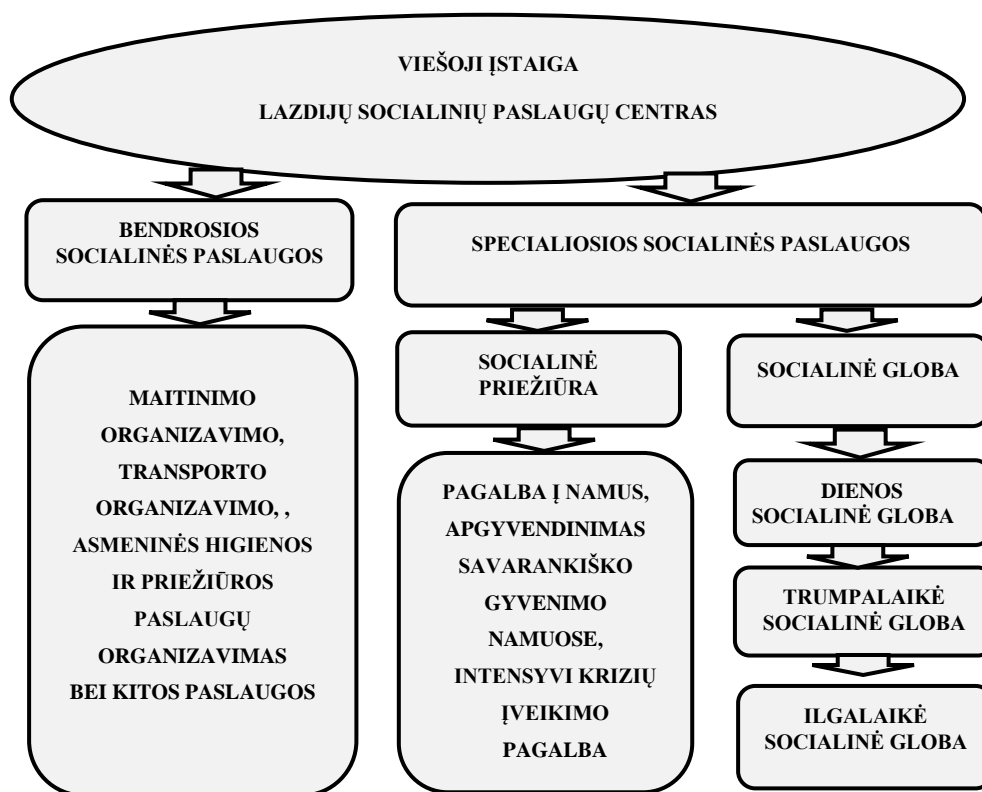 VIEŠOJI ĮSTAIGA
LAZDIJŲ SOCIALINIŲ PASLAUGŲ CENTRAS
BENDROSIOS
SOCIALINĖS PASLAUGOS
SPECIALIOSIOS SOCIALINĖS PASLAUGOS
MAITINIMO
ORGANIZAVIMO,
TRANSPORTO
ORGANIZAVIMO, ,
ASMENINĖS HIGIENOS
IR PRIEŽIŪROS
PASLAUGŲ
ORGANIZAVIMAS
BEI KITOS PASLAUGOS
SOCIALINĖ
PRIEŽIŪRA
PAGALBA Į NAMUS,
APGYVENDINIMAS
SAVARANKIŠKO
GYVENIMO
NAMUOSE,
INTENSYVI KRIZIŲ
ĮVEIKIMO
PAGALBA
SOCIALINĖ GLOBA
DIENOS
SOCIALINĖ GLOBA
TRUMPALAIKĖ
SOCIALINĖ GLOBA
ILGALAIKĖ
SOCIALINĖ GLOBA